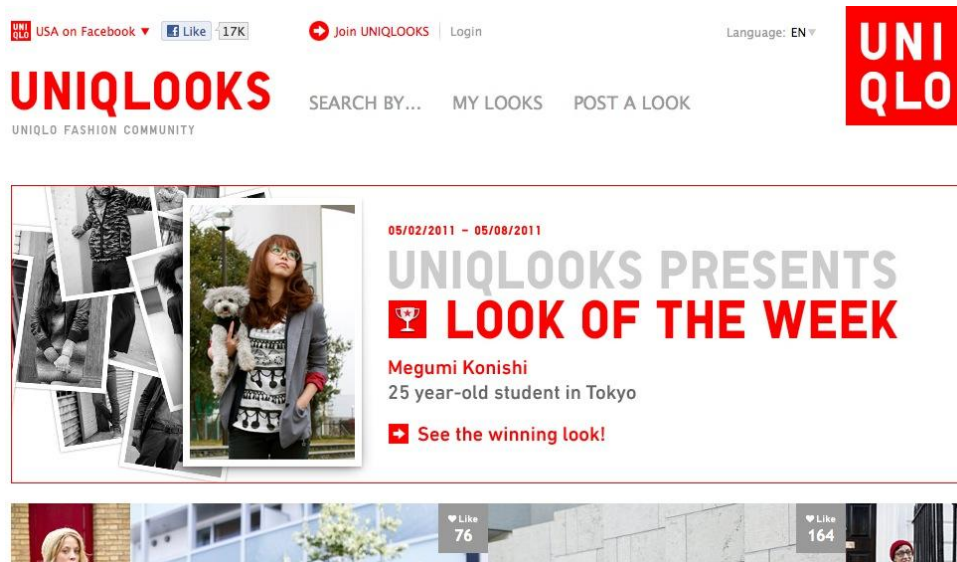 UNI
QLO
USA on Facebook ▼ Like 17K
Join UNIQLOOKS Login
Language: EN ▼
UNI
QLO
UNIQLOOKS
UNIQLO FASHION COMMUNITY
SEARCH BY... MY LOOKS POST A LOOK
05/02/2011 - 05/08/2011
UNIQLOOKS PRESENTS
LOOK OF THE WEEK
Megumi Konishi
25 year-old student in Tokyo
See the winning look!
Like
76
Like
164